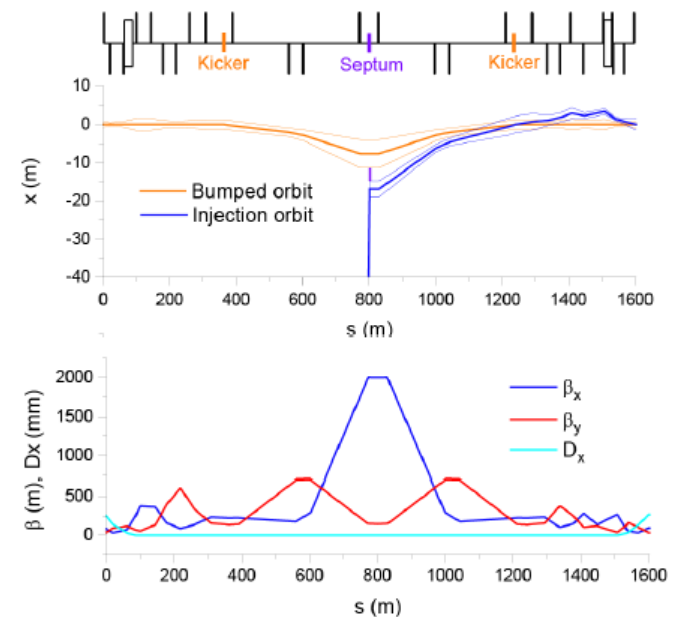 Kicker
Septum
Kicker
10
0
-10
-20
-30
-40
x (m)
Bumped orbit
Injection orbit
0 200 400 600 800 1000 1200 1400 1600
s (m)
2000
1500
1000
500
0
β (m), Dx (mm)
βx
βy
Dx
0 200 400 600 800 1000 1200 1400 1600
s (m)